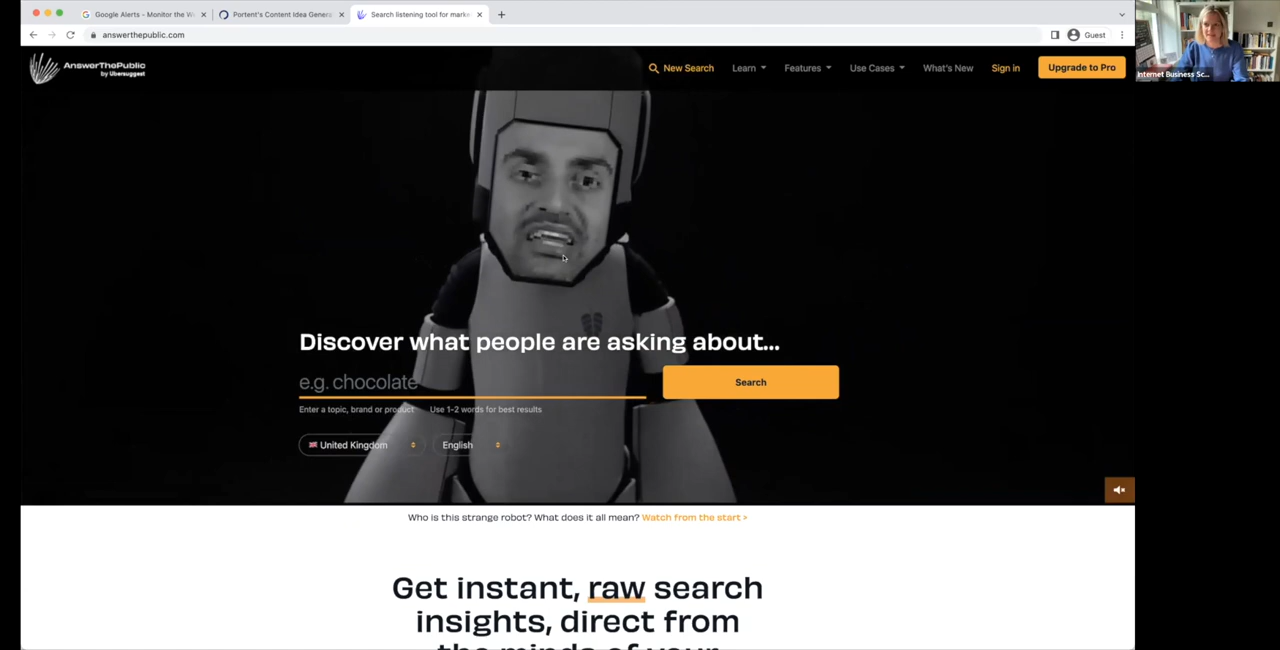 Google Alerts - Monitor the W
Portent's Content Idea Genera
Search listening tool for marke
answerthepublic.com
Guest
Internet Business Sc...
AnswerThePublic
by Ubersuggest
New Search
Learn
Features
Use Cases
What's New
Sign in
Upgrade to Pro
Discover what people are asking about...
e.g. chocolate
Search
Enter a topic, brand or product
Use 1-2 words for best results
United Kingdom
English
Who is this strange robot? What does it all mean? Watch from the start >
Get instant, raw search
insights, direct from
the minds of your